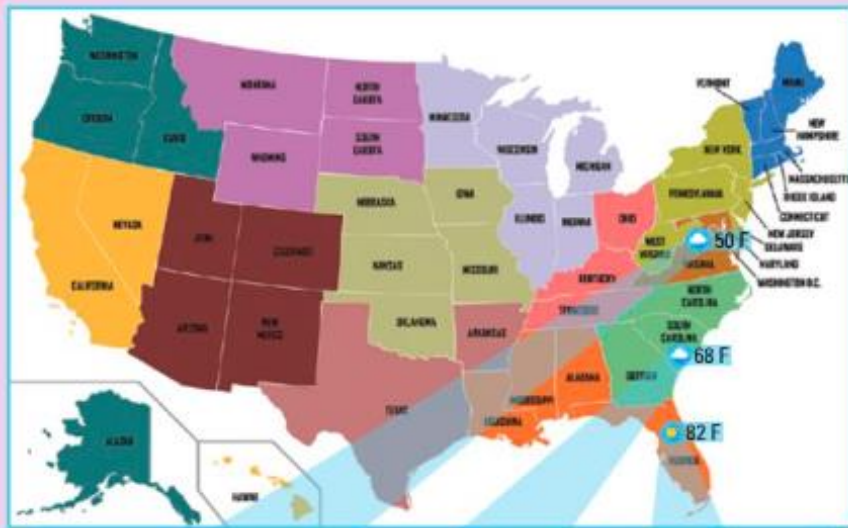 WASHINGTON
MONTANA
NORTH
DAKOTA
MINNESOTA
VERMONT
MAINE
OREGON
IDAHO
WISCONSIN
NEW
HAMPSHIRE
SOUTH
DAKOTA
MICHIGAN
NEW YORK
WYOMING
MASSACHUSETTS
RHODE ISLAND
IOWA
PENNSYLVANIA
CONNECTICUT
NEBRASKA
NEVADA
ILLINOIS
INDIANA
OHIO
NEW JERSEY
UTAH
COLORADO
WEST
VIRGINIA
50 F
DELAWARE
MARYLAND
KANSAS
MISSOURI
CALIFORNIA
KENTUCKY
VIRGINIA
WASHINGTON D.C.
NORTH
CAROLINA
TENNESSEE
ARIZONA
NEW
MEXICO
OKLAHOMA
ARKANSAS
SOUTH
CAROLINA
68 F
ALABAMA
MISSISSIPPI
TEXAS
LOUISIANA
82 F
ALASKA
FLORIDA